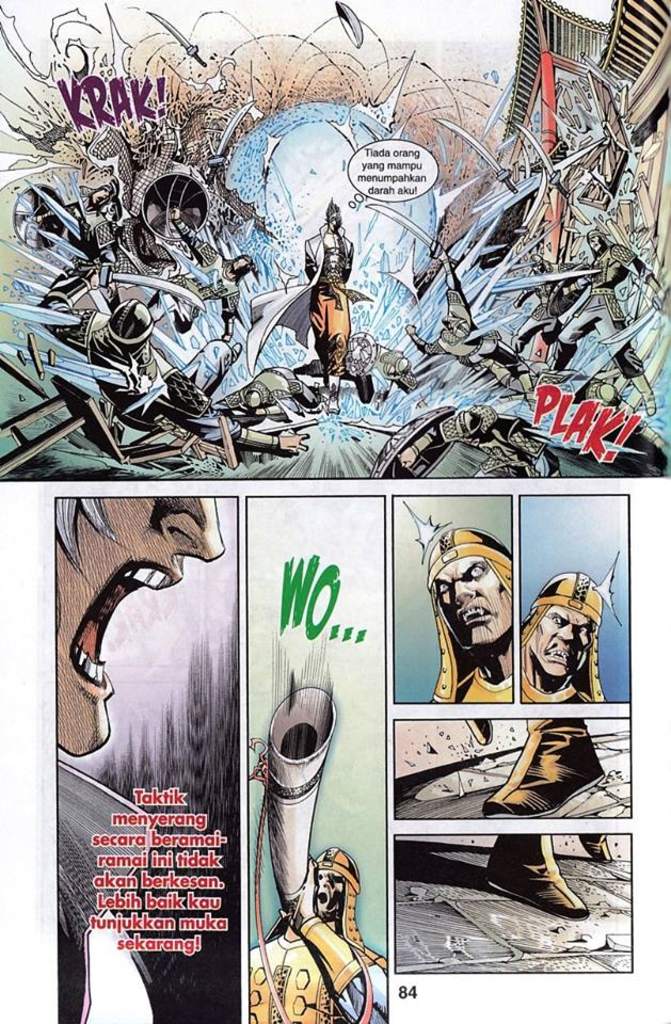 KRAK!
Tiada orang
yang mampu
menumpahkan
darah aku!
PLAK!
Taktik
menyerang
secara beramai-
ramai ini tidak
akan berkesan.
Lebih baik kau
tunjukkan muka
sekarang!
WO...
84